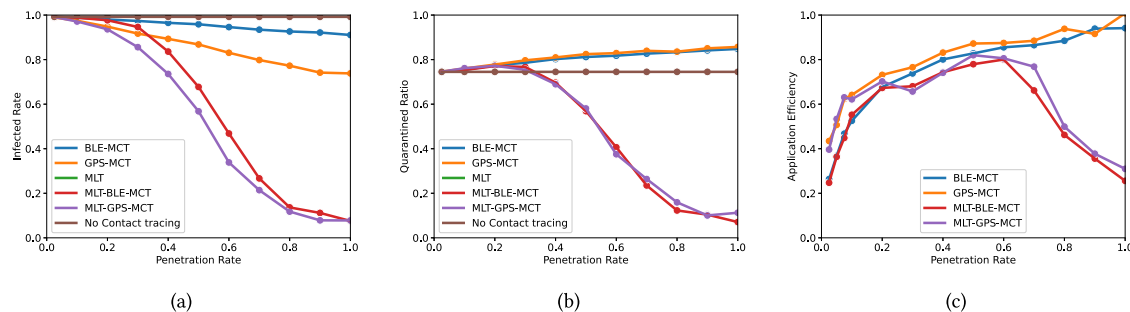 Infected Rate
1.0
0.8
0.6
0.4
0.2
0.0
BLE-MCT
GPS-MCT
MLT
MLT-BLE-MCT
MLT-GPS-MCT
No Contact tracing
0.0 0.2 0.4 0.6 0.8 1.0
Penetration Rate
(a)
Quarantined Ratio
1.0
0.8
0.6
0.4
0.2
0.0
BLE-MCT
GPS-MCT
MLT
MLT-BLE-MCT
MLT-GPS-MCT
No Contact tracing
0.0 0.2 0.4 0.6 0.8 1.0
Penetration Rate
(b)
Application Efficiency
1.0
0.8
0.6
0.4
0.2
0.0
BLE-MCT
GPS-MCT
MLT-BLE-MCT
MLT-GPS-MCT
0.0 0.2 0.4 0.6 0.8 1.0
Penetration Rate
(c)